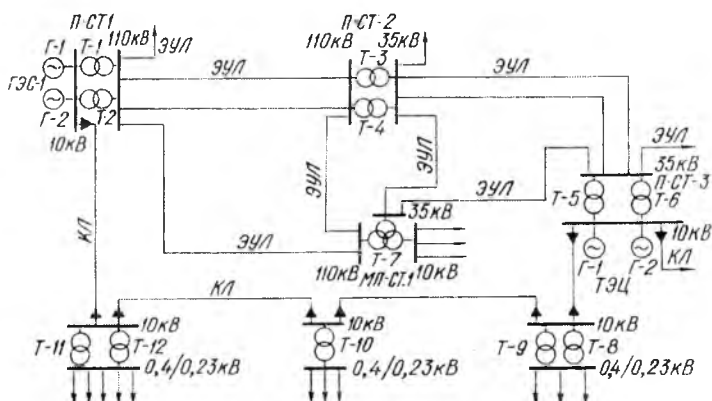 П·СТ1
П·СТ-2
Г-1
Т-1
110кВ
ЭУЛ
110кВ
35кВ
Т-3
ГЭС-1
ЭУЛ
ЭУЛ
Г-2
Т-2
Т-4
10кВ
ЭУЛ
ЭУЛ
ЭУЛ
ЭУЛ
35кВ
П·СТ-3
Т-5
Т-6
КЛ
35кВ
ЭУЛ
Т-7
110кВ
МП-СТ.1
10кВ
10кВ
Г-1
Г-2
КЛ
ТЭЦ
КЛ
10кВ
10кВ
10кВ
Т-11
Т-12
Т-10
Т-9
Т-8
0,4/0,23кВ
0,4/0,23кВ
0,4/0,23кВ